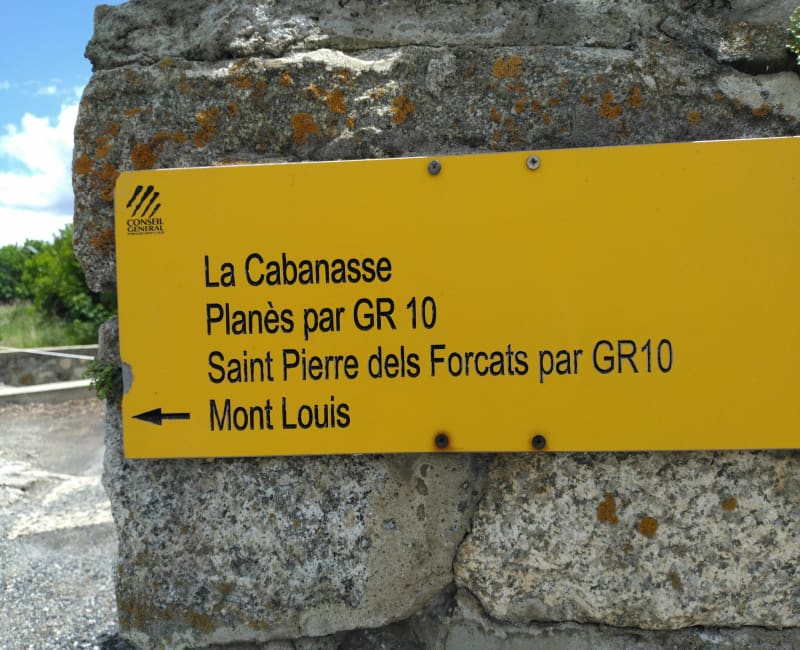 CONSEIL
GENERAL
La Cabanasse
Planès par GR 10
Saint Pierre dels Forcats par GR10
Mont Louis